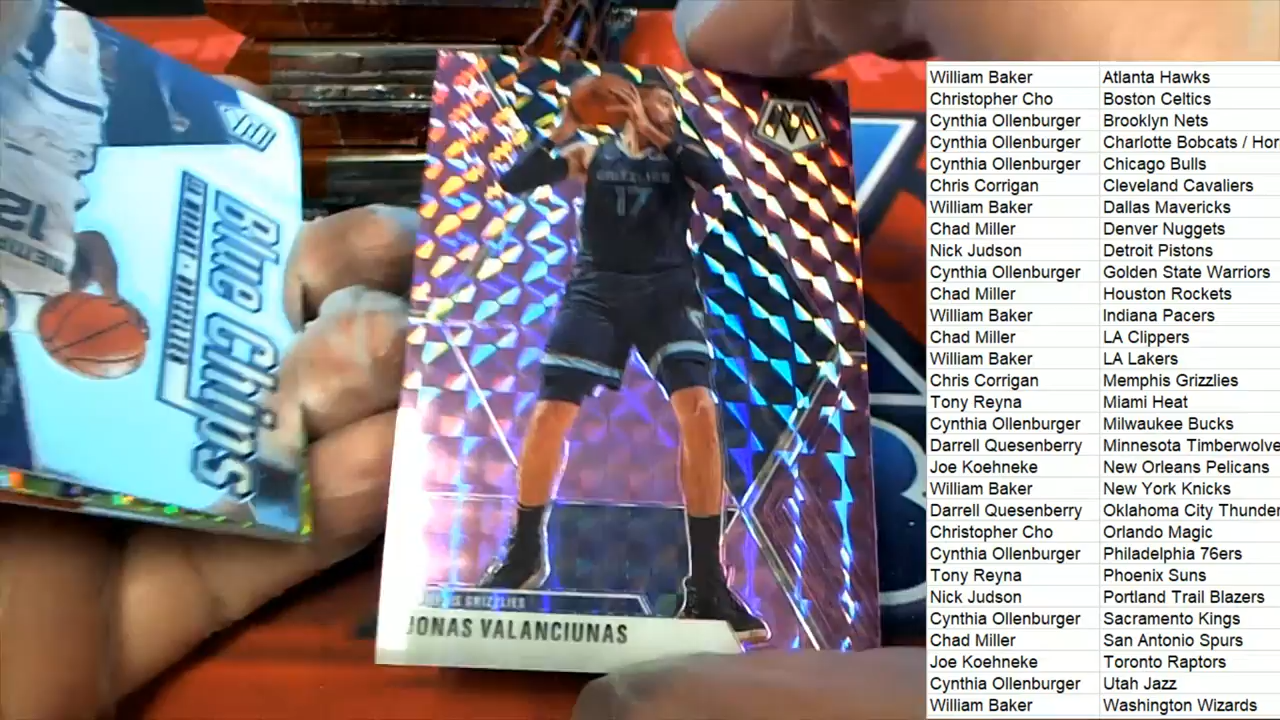 Blue Chips
12
GRIZZLIES
17
GRIZZLIES
JONAS VALANCIUNAS
William Baker Atlanta Hawks
Christopher Cho Boston Celtics
Cynthia Ollenburger Brooklyn Nets
Cynthia Ollenburger Charlotte Bobcats / Hor
Cynthia Ollenburger Chicago Bulls
Chris Corrigan Cleveland Cavaliers
William Baker Dallas Mavericks
Chad Miller Denver Nuggets
Nick Judson Detroit Pistons
Cynthia Ollenburger Golden State Warriors
Chad Miller Houston Rockets
William Baker Indiana Pacers
Chad Miller LA Clippers
William Baker LA Lakers
Chris Corrigan Memphis Grizzlies
Tony Reyna Miami Heat
Cynthia Ollenburger Milwaukee Bucks
Darrell Quesenberry Minnesota Timberwolve
Joe Koehneke New Orleans Pelicans
William Baker New York Knicks
Darrell Quesenberry Oklahoma City Thunder
Christopher Cho Orlando Magic
Cynthia Ollenburger Philadelphia 76ers
Tony Reyna Phoenix Suns
Nick Judson Portland Trail Blazers
Cynthia Ollenburger Sacramento Kings
Chad Miller San Antonio Spurs
Joe Koehneke Toronto Raptors
Cynthia Ollenburger Utah Jazz
William Baker Washington Wizards